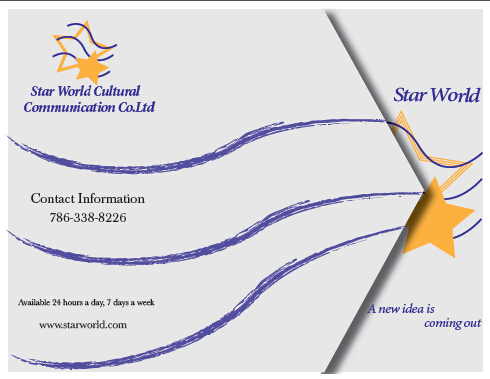 Star World Cultural
Communication Co.Ltd
Star World
Contact Information
786-338-8226
Available 24 hours a day, 7 days a week
www.starworld.com
A new idea is
coming out